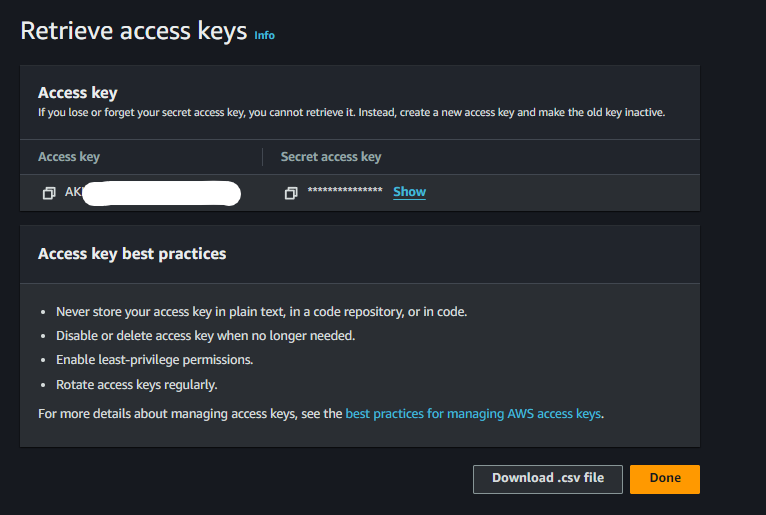 Retrieve access keys Info
Access key
If you lose or forget your secret access key, you cannot retrieve it. Instead, create a new access key and make the old key inactive.
Access key Secret access key
AK *************** Show
Access key best practices
• Never store your access key in plain text, in a code repository, or in code.
• Disable or delete access key when no longer needed.
• Enable least-privilege permissions.
• Rotate access keys regularly.
For more details about managing access keys, see the best practices for managing AWS access keys.
Download .csv file Done